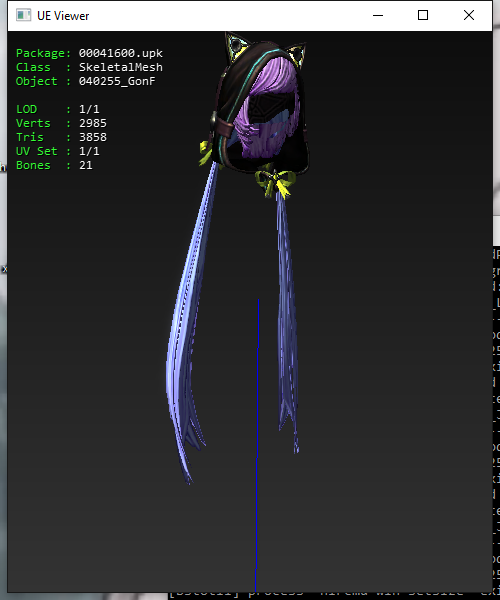 UE Viewer
Package: 00041600.upk
Class : SkeletalMesh
Object : 040255_GonF
LOD : 1/1
Verts : 2985
Tris : 3858
UV Set : 1/1
Bones : 21